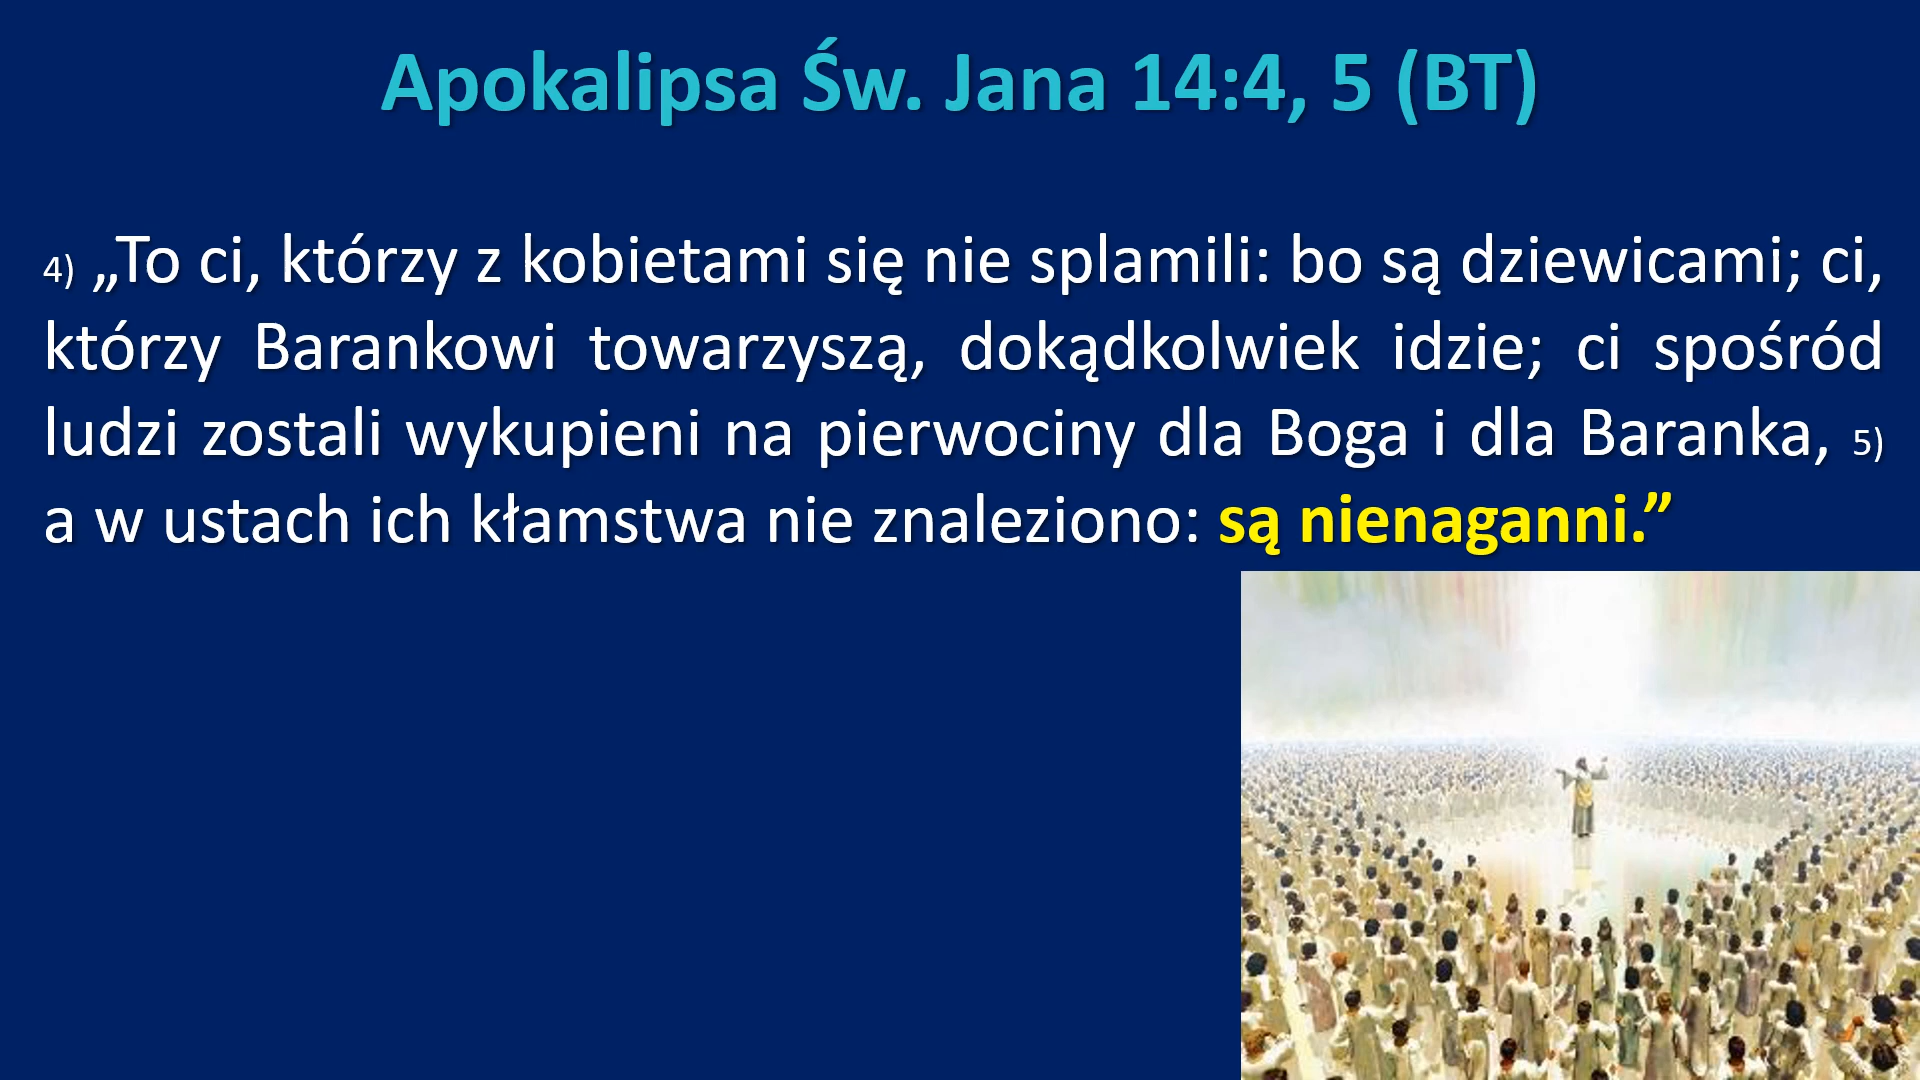 Apokalipsa Św. Jana 14:4, 5 (BT)
4) „To ci, którzy z kobietami się nie splamili: bo są dziewicami; ci,
którzy Barankowi towarzyszą, dokądkolwiek idzie; ci spośród
ludzi zostali wykupieni na pierwociny dla Boga i dla Baranka, 5)
a w ustach ich kłamstwa nie znaleziono: są nienaganni.”